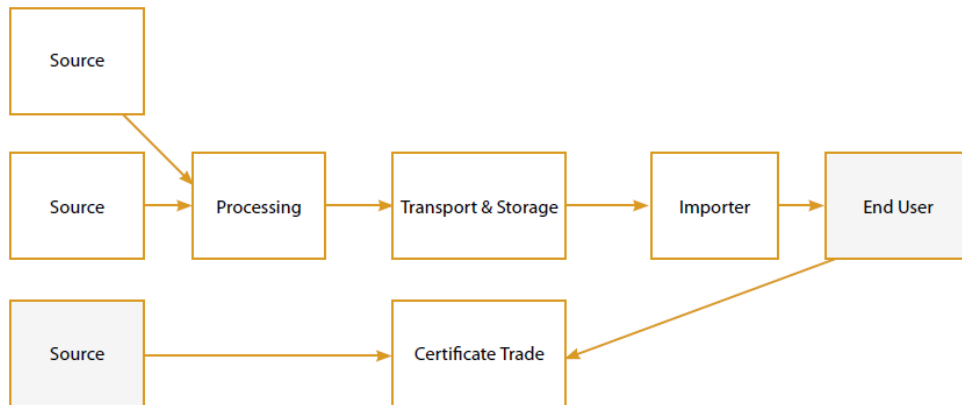 Source
Source
Processing
Transport & Storage
Importer
End User
Source
Certificate Trade